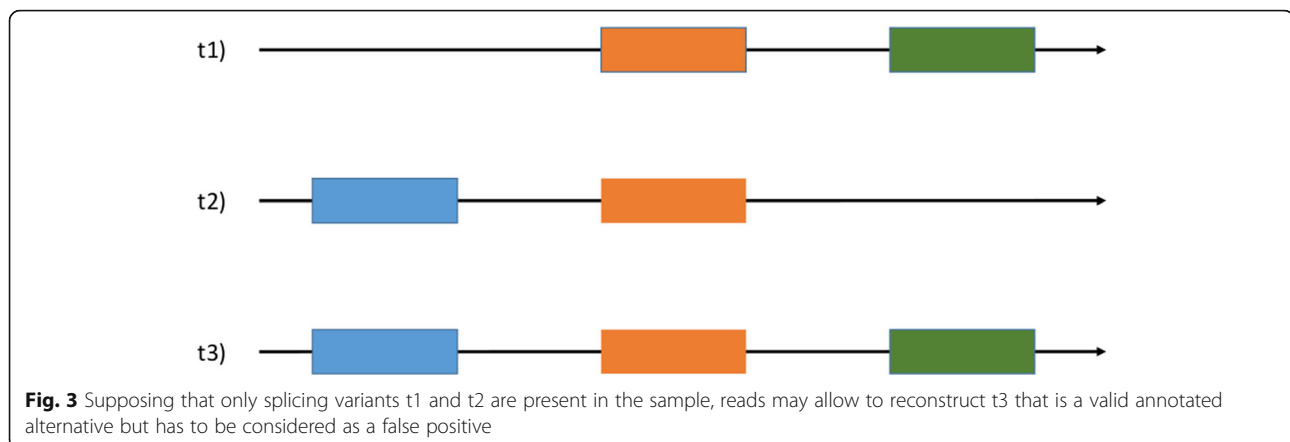 t1)
t2)
t3)
Fig. 3 Supposing that only splicing variants t1 and t2 are present in the sample, reads may allow to reconstruct t3 that is a valid annotated
alternative but has to be considered as a false positive